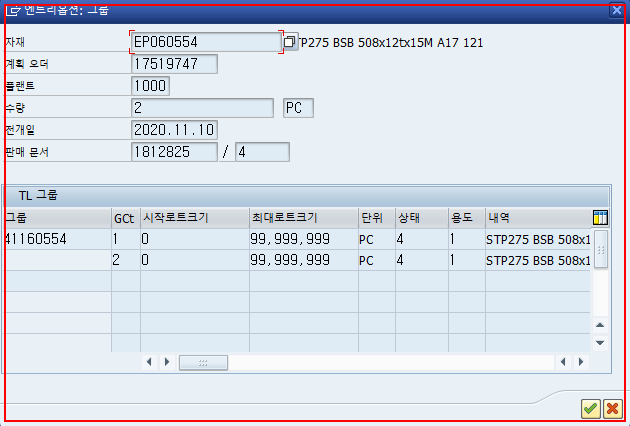 엔트리옵션: 그룹
자재 EP060554 TP275 BSB 508x12tx15M A17 121
계획 오더 17519747
플랜트 1000
수량 2 PC
전개일 2020.11.10
판매 문서 1812825 / 4
TL 그룹
그룹 GCt 시작로트크기 최대로트크기 단위 상태 용도 내역
41160554 1 0 99,999,999 PC 4 1 STP275 BSB 508x1
2 0 99,999,999 PC 4 1 STP275 BSB 508x1